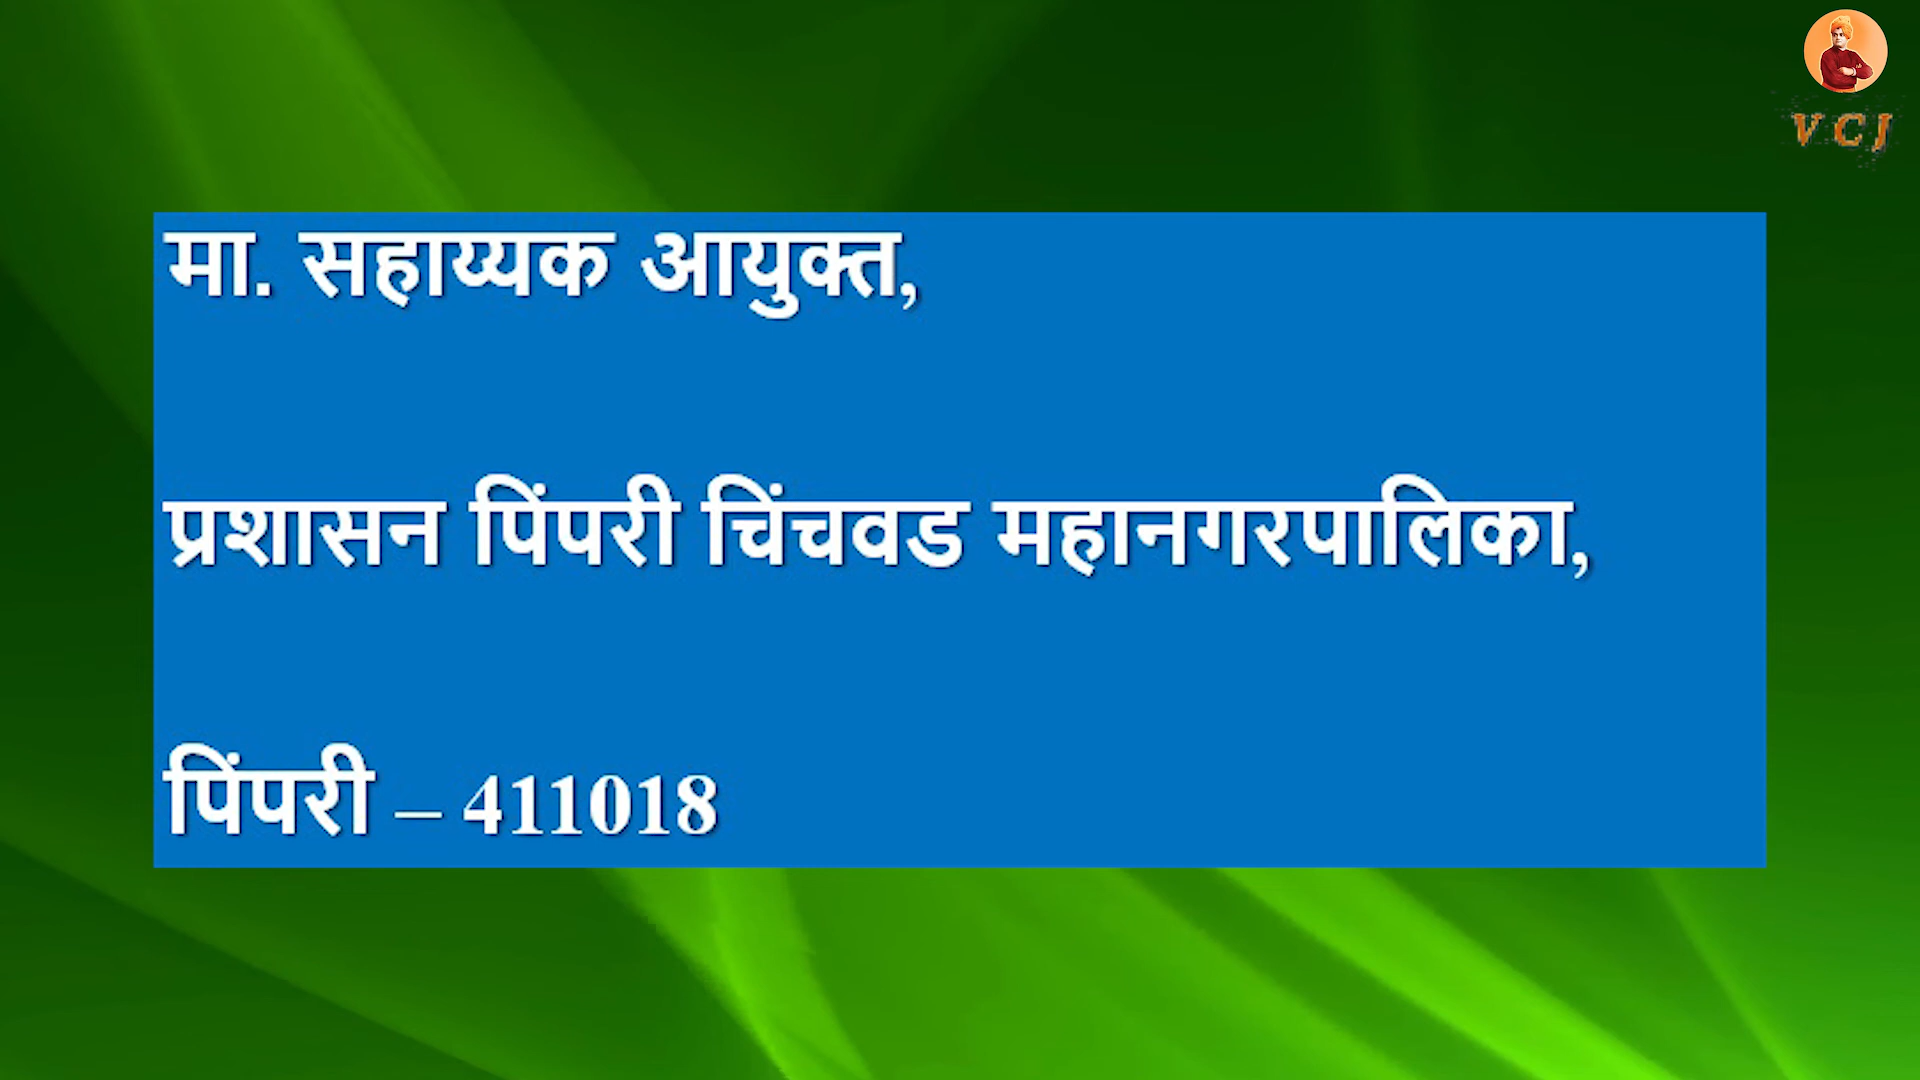 VCJ
मा. सहाय्यक आयुक्त,
प्रशासन पिंपरी चिंचवड महानगरपालिका,
पिंपरी – 411018